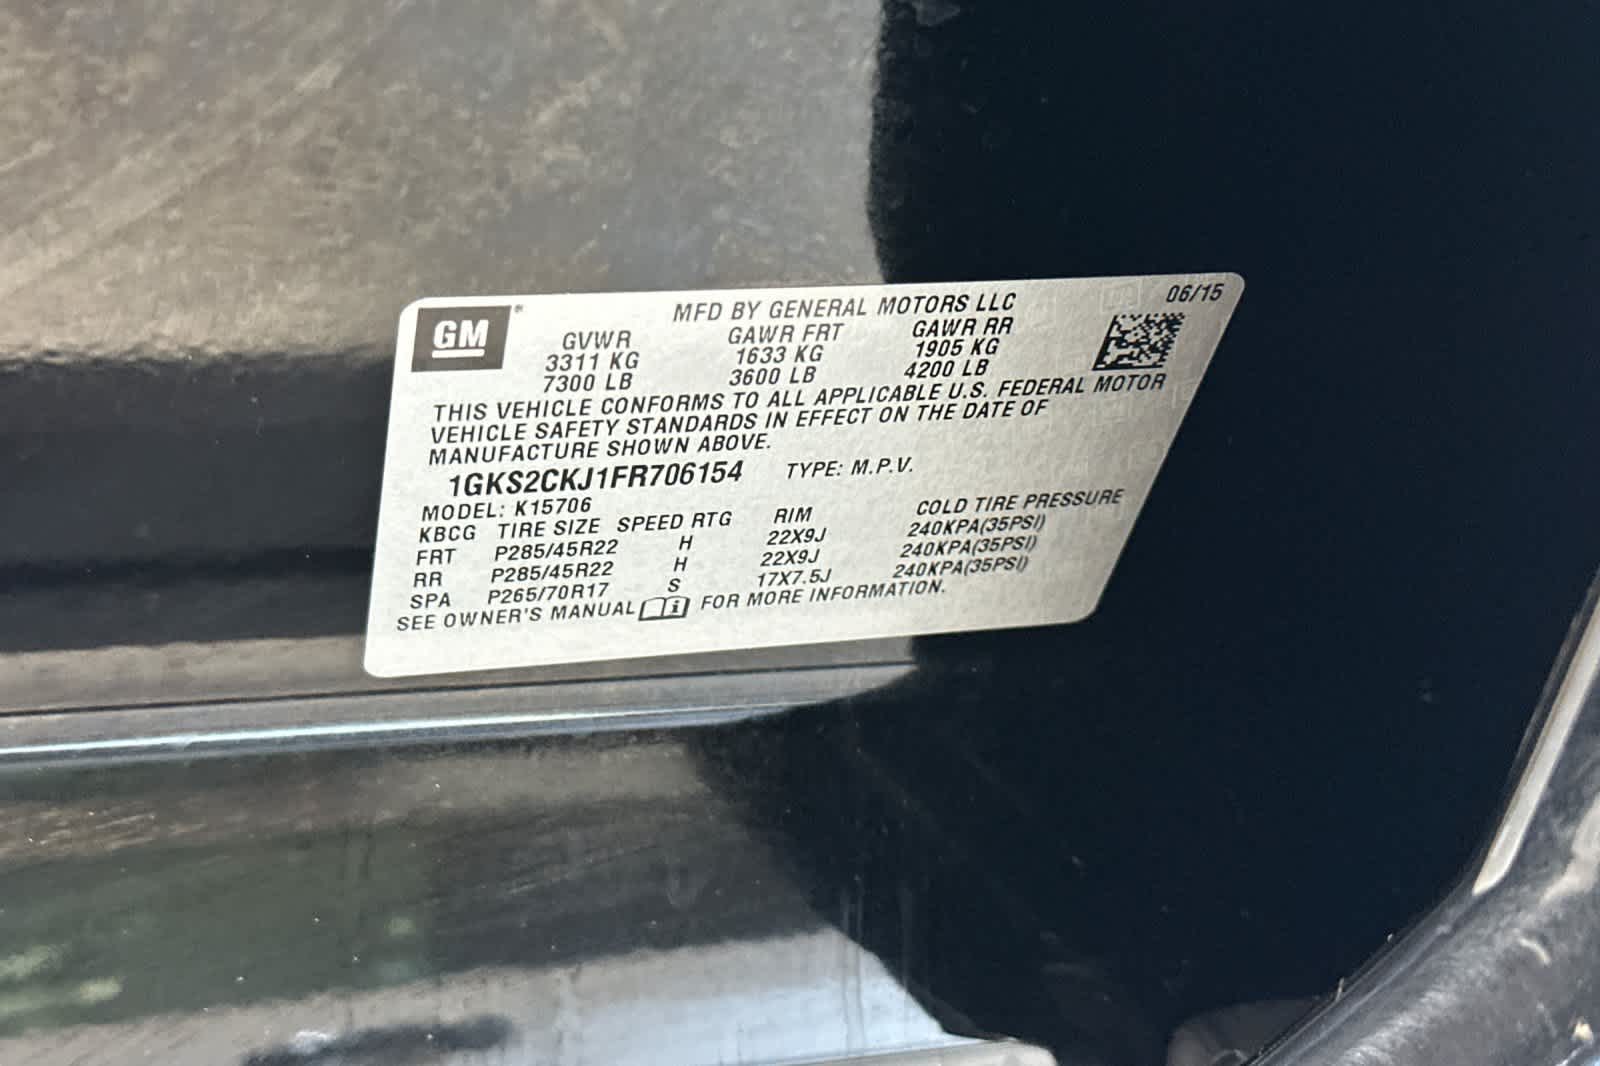 GM® MFD BY GENERAL MOTORS LLC 06/15
GVWR GAWR FRT GAWR RR
3311 KG 1633 KG 1905 KG
7300 LB 3600 LB 4200 LB
THIS VEHICLE CONFORMS TO ALL APPLICABLE U.S. FEDERAL MOTOR
VEHICLE SAFETY STANDARDS IN EFFECT ON THE DATE OF
MANUFACTURE SHOWN ABOVE.
1GKS2CKJ1FR706154 TYPE: M.P.V.
MODEL: K15706
KBCG TIRE SIZE SPEED RTG RIM COLD TIRE PRESSURE
FRT P285/45R22 H 22X9J 240KPA(35PSI)
RR P285/45R22 H 22X9J 240KPA(35PSI)
SPA P265/70R17 S 17X7.5J 240KPA(35PSI)
SEE OWNER'S MANUAL FOR MORE INFORMATION.